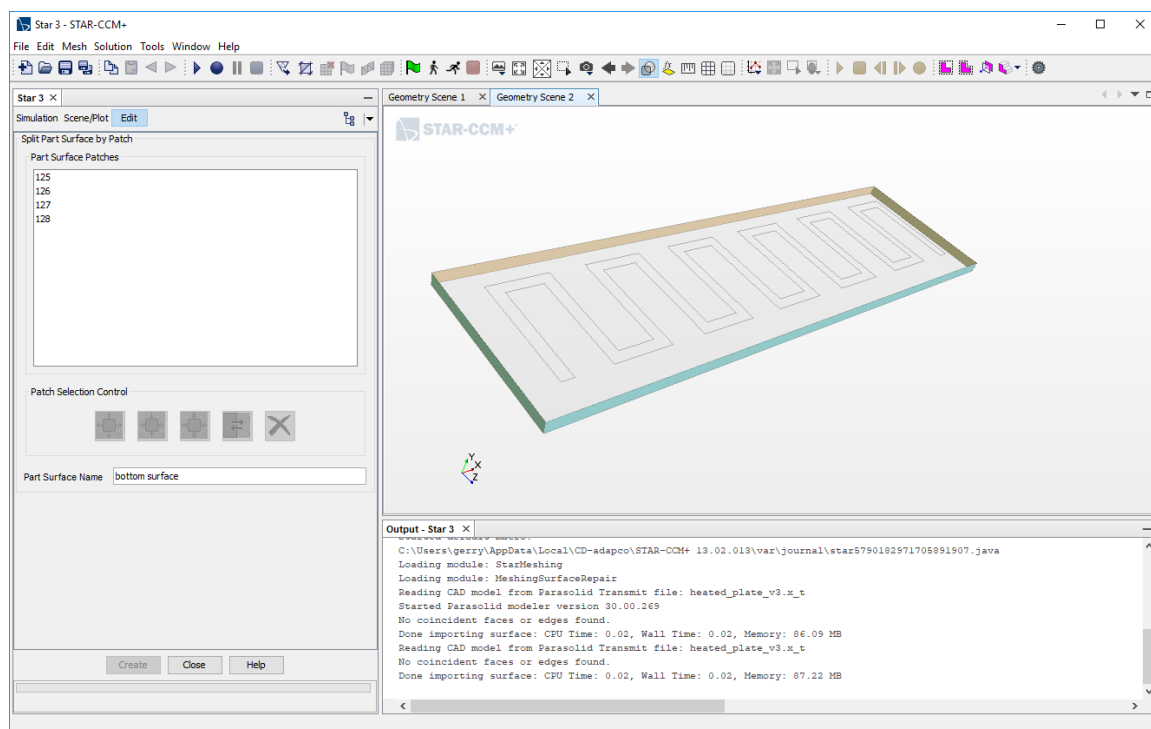 Star 3 - STAR-CCM+
File Edit Mesh Solution Tools Window Help
Star 3
Simulation Scene/Plot Edit
Split Part Surface by Patch
Part Surface Patches
125
126
127
128
Patch Selection Control
Part Surface Name bottom surface
Create Close Help
Geometry Scene 1 Geometry Scene 2
STAR-CCM+
Y
X
Z
Output - Star 3
C:\Users\gerry\AppData\Local\CD-adapco\STAR-CCM+ 13.02.013\var\journal\star5790182971705891907.java
Loading module: StarMeshing
Loading module: MeshingSurfaceRepair
Reading CAD model from Parasolid Transmit file: heated_plate_v3.x_t
Started Parasolid modeler version 30.00.269
No coincident faces or edges found.
Done importing surface: CPU Time: 0.02, Wall Time: 0.02, Memory: 86.09 MB
Reading CAD model from Parasolid Transmit file: heated_plate_v3.x_t
No coincident faces or edges found.
Done importing surface: CPU Time: 0.02, Wall Time: 0.02, Memory: 87.22 MB